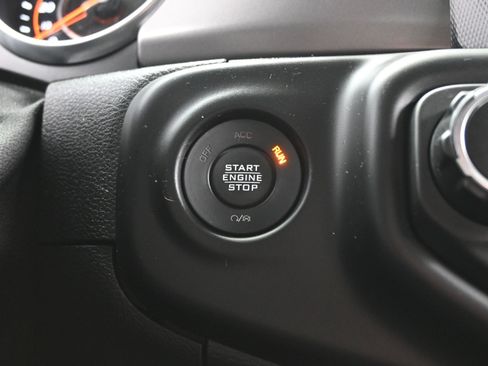 ACC
OFF
RUN
START
ENGINE
STOP